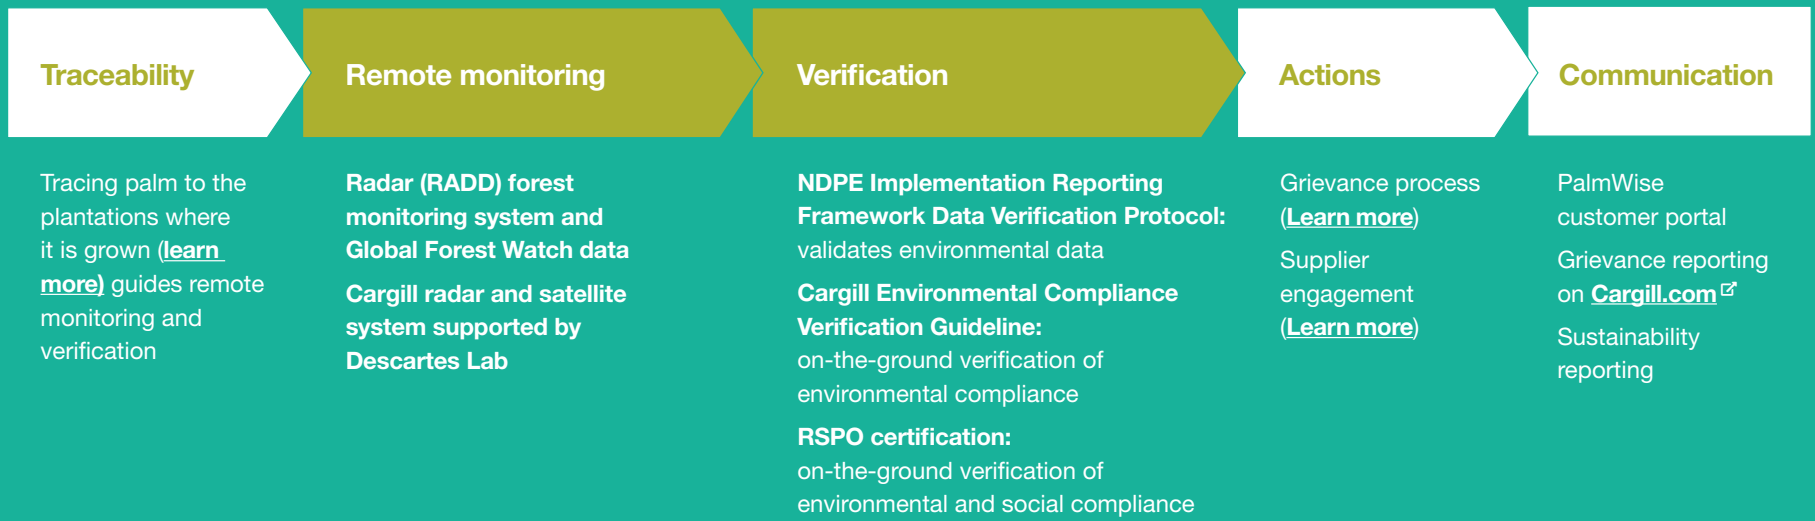 Traceability
Remote monitoring
Verification
Actions
Communication
Tracing palm to the
plantations where
it is grown (learn
more) guides remote
monitoring and
verification
Radar (RADD) forest
monitoring system and
Global Forest Watch data
Cargill radar and satellite
system supported by
Descartes Lab
NDPE Implementation Reporting
Framework Data Verification Protocol:
validates environmental data
Cargill Environmental Compliance
Verification Guideline:
on-the-ground verification of
environmental compliance
RSPO certification:
on-the-ground verification of
environmental and social compliance
Grievance process
(Learn more)
Supplier
engagement
(Learn more)
PalmWise
customer portal
Grievance reporting
on Cargill.com
Sustainability
reporting